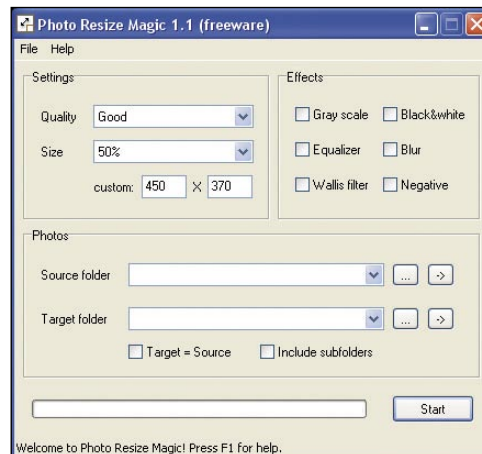 Photo Resize Magic 1.1 (freeware)
File Help
Settings
Quality Good
Size 50%
custom: 450 X 370
Effects
Gray scale Black&white
Equalizer Blur
Wallis filter Negative
Photos
Source folder ... ->
Target folder ... ->
Target = Source Include subfolders
Start
Welcome to Photo Resize Magic! Press F1 for help.